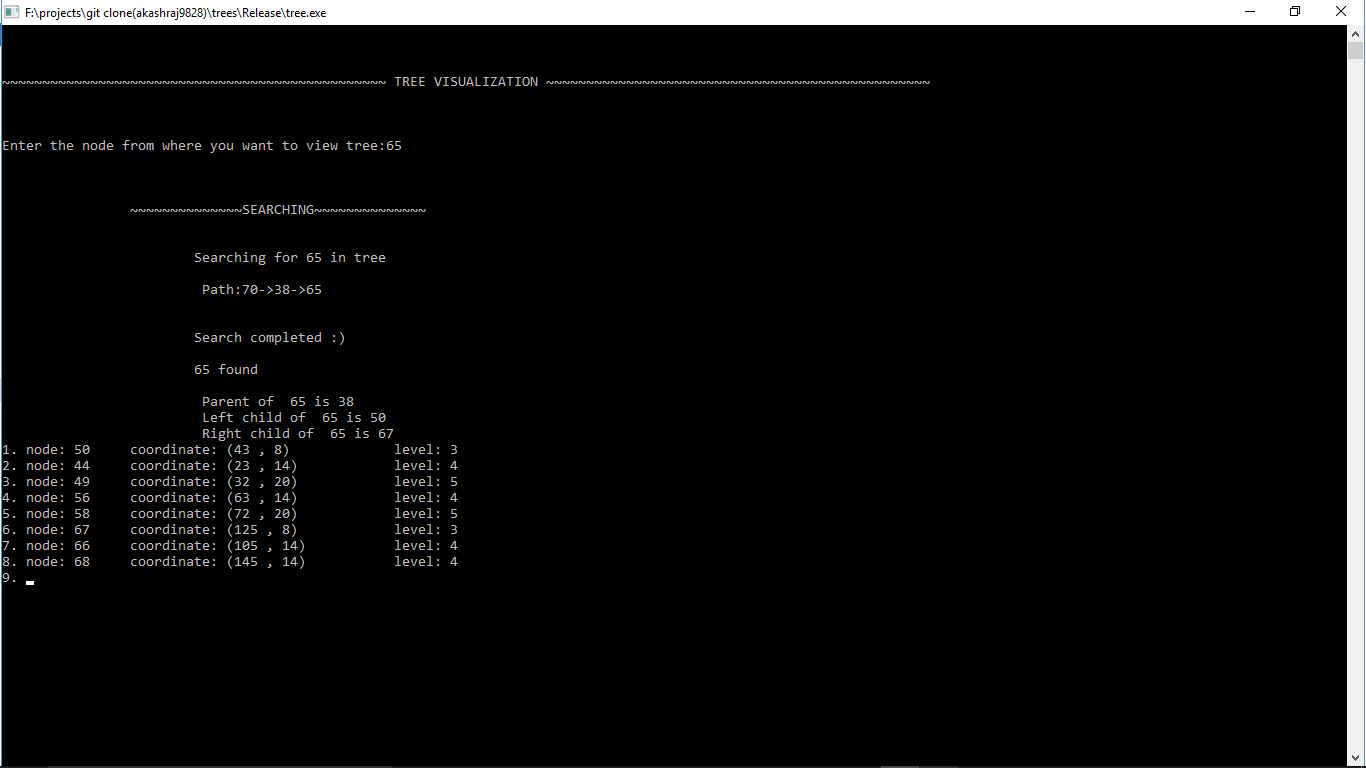 F:\projects\git clone(akashraj9828)\trees\Release\tree.exe
~~~~~~~~~~~~~~~~~~~~~~~~~~~~~~~~~~~~~~~~~~~~~~~~ TREE VISUALIZATION ~~~~~~~~~~~~~~~~~~~~~~~~~~~~~~~~~~~~~~~~~~~~~~~~
Enter the node from where you want to view tree:65
~~~~~~~~~~~~~~SEARCHING~~~~~~~~~~~~~~
Searching for 65 in tree
Path:70->38->65
Search completed :)
65 found
Parent of  65 is 38
Left child of  65 is 50
Right child of  65 is 67
1. node: 50     coordinate: (43 , 8)             level: 3
2. node: 44     coordinate: (23 , 14)            level: 4
3. node: 49     coordinate: (32 , 20)            level: 5
4. node: 56     coordinate: (63 , 14)            level: 4
5. node: 58     coordinate: (72 , 20)            level: 5
6. node: 67     coordinate: (125 , 8)            level: 3
7. node: 66     coordinate: (105 , 14)           level: 4
8. node: 68     coordinate: (145 , 14)           level: 4
9.